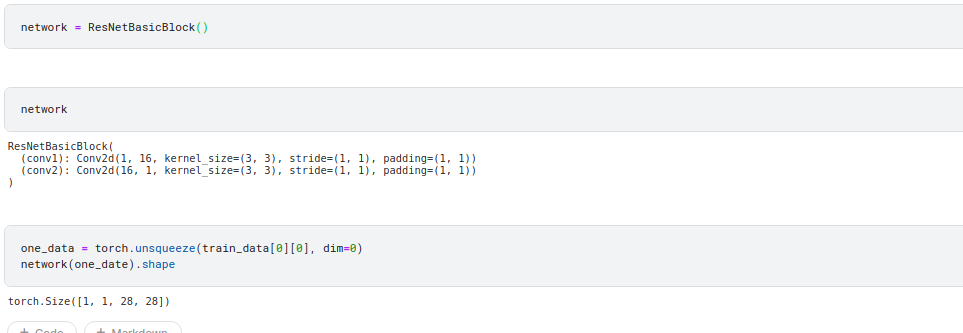 network = ResNetBasicBlock()
network
ResNetBasicBlock(
  (conv1): Conv2d(1, 16, kernel_size=(3, 3), stride=(1, 1), padding=(1, 1))
  (conv2): Conv2d(16, 1, kernel_size=(3, 3), stride=(1, 1), padding=(1, 1))
)
one_data = torch.unsqueeze(train_data[0][0], dim=0)
network(one_date).shape
torch.Size([1, 1, 28, 28])
+ Code + Markdown